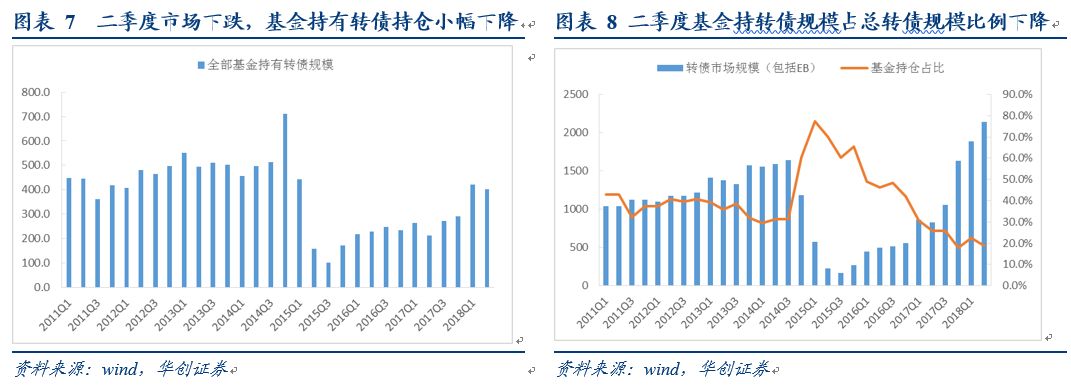 图表 7 二季度市场下跌，基金持有转债持仓小幅下降
全部基金持有转债规模
800.0
700.0
600.0
500.0
400.0
300.0
200.0
100.0
0.0
2011Q1
2011Q3
2012Q1
2012Q3
2013Q1
2013Q3
2014Q1
2014Q3
2015Q1
2015Q3
2016Q1
2016Q3
2017Q1
2017Q3
2018Q1
资料来源：wind，华创证券
图表 8 二季度基金持转债规模占总转债规模比例下降
转债市场规模（包括EB）
基金持仓占比
2500
2000
1500
1000
500
0
90.0%
80.0%
70.0%
60.0%
50.0%
40.0%
30.0%
20.0%
10.0%
0.0%
2011Q1
2011Q3
2012Q1
2012Q3
2013Q1
2013Q3
2014Q1
2014Q3
2015Q1
2015Q3
2016Q1
2016Q3
2017Q1
2017Q3
2018Q1
资料来源：wind，华创证券